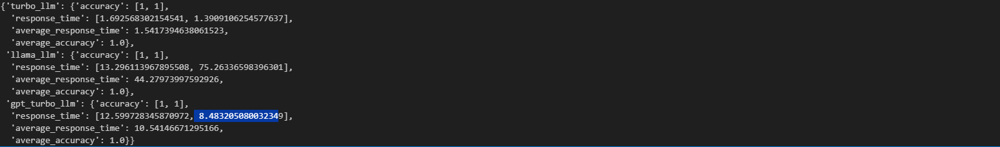 {'turbo_llm': {'accuracy': [1, 1],
'response_time': [1.692568302154541, 1.3909106254577637],
'average_response_time': 1.5417394638061523,
'average_accuracy': 1.0},
'llama_llm': {'accuracy': [1, 1],
'response_time': [13.296113967895508, 75.26336598396301],
'average_response_time': 44.27973997592926,
'average_accuracy': 1.0},
'gpt_turbo_llm': {'accuracy': [1, 1],
'response_time': [12.599728345870972, 8.483205080032349],
'average_response_time': 10.54146671295166,
'average_accuracy': 1.0}}